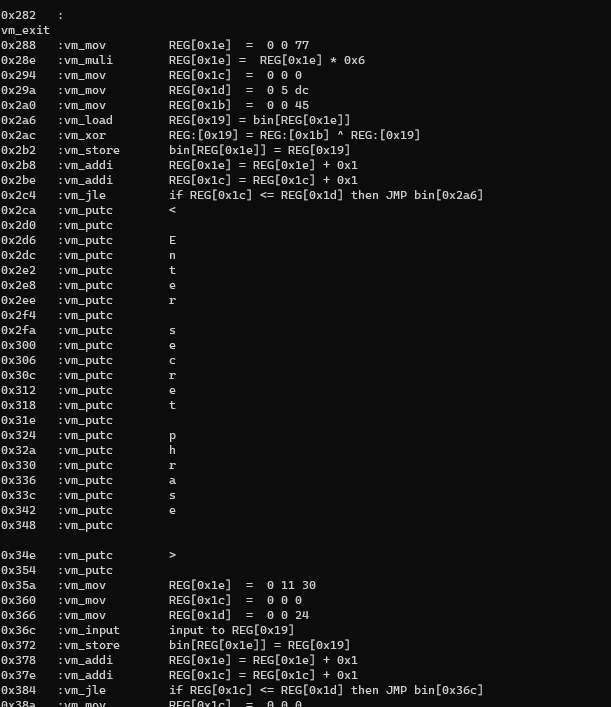 0x282 :
vm_exit
0x288 :vm_mov REG[0x1e] = 0 0 77
0x28e :vm_muli REG[0x1e] = REG[0x1e] * 0x6
0x294 :vm_mov REG[0x1c] = 0 0 0
0x29a :vm_mov REG[0x1d] = 0 5 dc
0x2a0 :vm_mov REG[0x1b] = 0 0 45
0x2a6 :vm_load REG[0x19] = bin[REG[0x1e]]
0x2ac :vm_xor REG:[0x19] = REG:[0x1b] ^ REG:[0x19]
0x2b2 :vm_store bin[REG[0x1e]] = REG[0x19]
0x2b8 :vm_addi REG[0x1e] = REG[0x1e] + 0x1
0x2be :vm_addi REG[0x1c] = REG[0x1c] + 0x1
0x2c4 :vm_jle if REG[0x1c] <= REG[0x1d] then JMP bin[0x2a6]
0x2ca :vm_putc <
0x2d0 :vm_putc
0x2d6 :vm_putc E
0x2dc :vm_putc n
0x2e2 :vm_putc t
0x2e8 :vm_putc e
0x2ee :vm_putc r
0x2f4 :vm_putc
0x2fa :vm_putc s
0x300 :vm_putc e
0x306 :vm_putc c
0x30c :vm_putc r
0x312 :vm_putc e
0x318 :vm_putc t
0x31e :vm_putc
0x324 :vm_putc p
0x32a :vm_putc h
0x330 :vm_putc r
0x336 :vm_putc a
0x33c :vm_putc s
0x342 :vm_putc e
0x348 :vm_putc
0x34e :vm_putc >
0x354 :vm_putc
0x35a :vm_mov REG[0x1e] = 0 11 30
0x360 :vm_mov REG[0x1c] = 0 0 0
0x366 :vm_mov REG[0x1d] = 0 0 24
0x36c :vm_input input to REG[0x19]
0x372 :vm_store bin[REG[0x1e]] = REG[0x19]
0x378 :vm_addi REG[0x1e] = REG[0x1e] + 0x1
0x37e :vm_addi REG[0x1c] = REG[0x1c] + 0x1
0x384 :vm_jle if REG[0x1c] <= REG[0x1d] then JMP bin[0x36c]
0x38a :vm_mov REG[0x1c] = 0 0 0